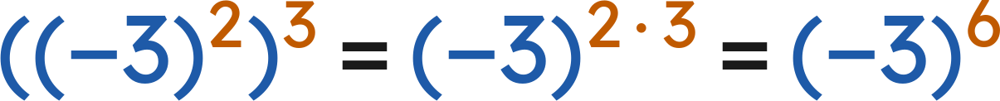 ((−3)²)³ = (−3)²˙³ = (−3)⁶